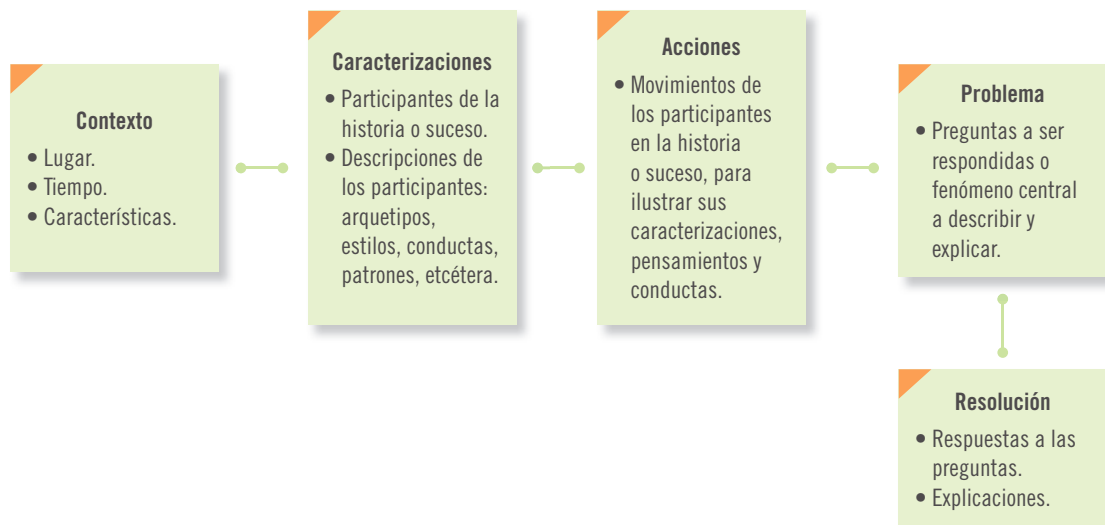 Contexto
• Lugar.
• Tiempo.
• Características.
Caracterizaciones
• Participantes de la
historia o suceso.
• Descripciones de
los participantes:
arquetipos,
estilos, conductas,
patrones, etcétera.
Acciones
• Movimientos de
los participantes
en la historia
o suceso, para
ilustrar sus
caracterizaciones,
pensamientos y
conductas.
Problema
• Preguntas a ser
respondidas o
fenómeno central
a describir y
explicar.
Resolución
• Respuestas a las
preguntas.
• Explicaciones.